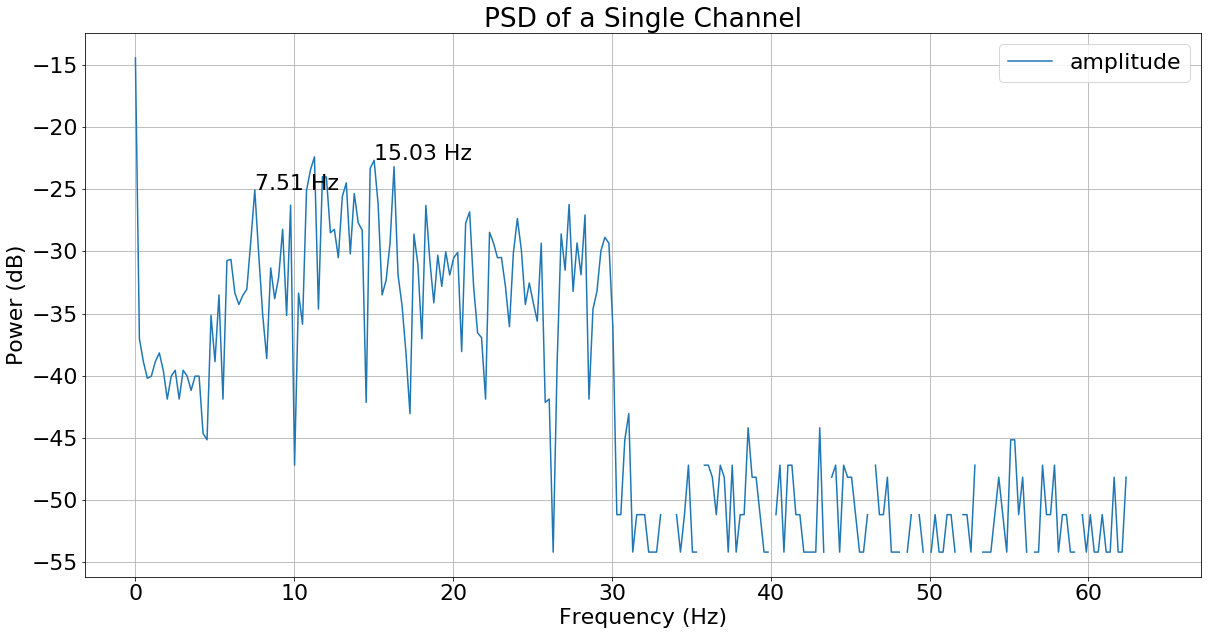 PSD of a Single Channel
amplitude
15.03 Hz
7.51 Hz
−15
−20
−25
−30
−35
−40
−45
−50
−55
Power (dB)
0 10 20 30 40 50 60
Frequency (Hz)